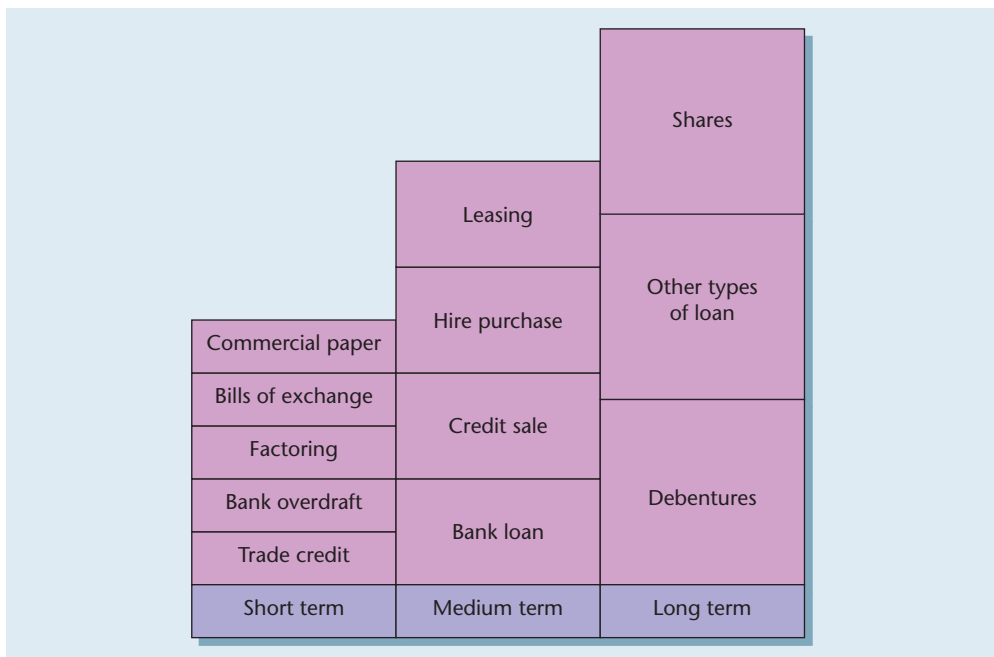 Shares
Leasing
Other types
of loan
Hire purchase
Commercial paper
Bills of exchange
Credit sale
Factoring
Debentures
Bank overdraft
Bank loan
Trade credit
Short term
Medium term
Long term